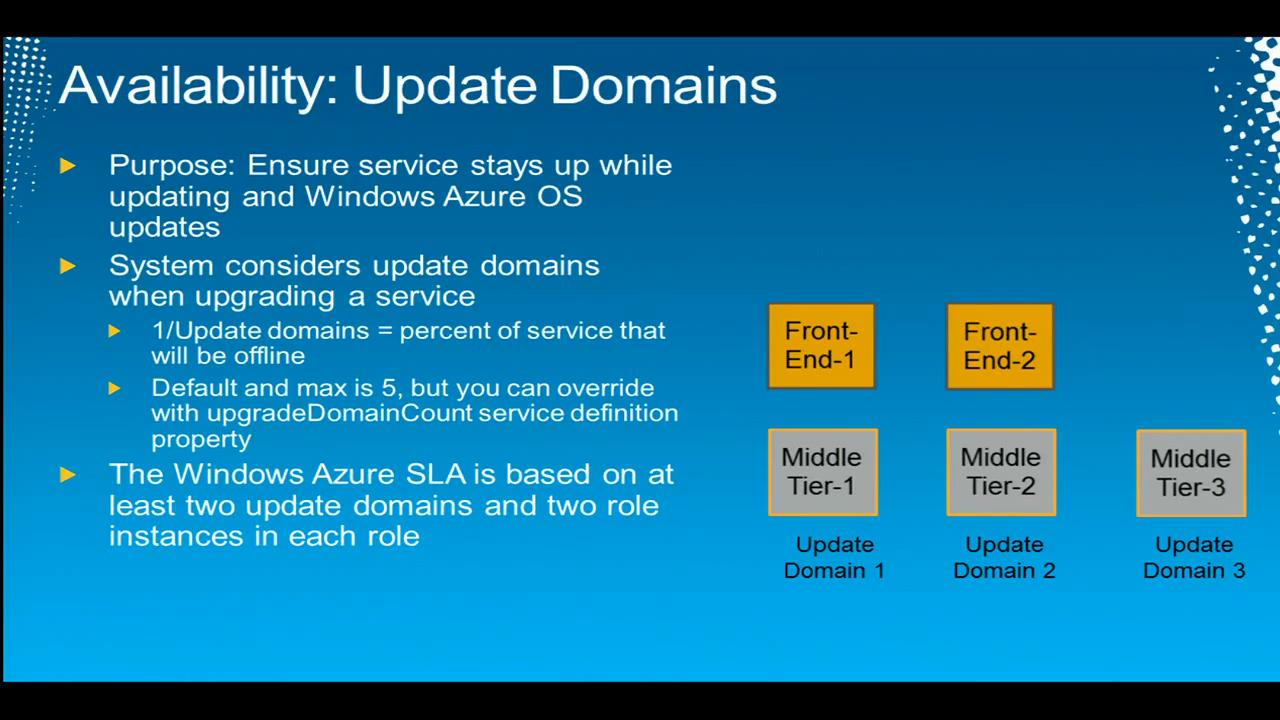 Availability: Update Domains
Purpose: Ensure service stays up while
updating and Windows Azure OS
updates
System considers update domains
when upgrading a service
1/Update domains = percent of service that
will be offline
Default and max is 5, but you can override
with upgradeDomainCount service definition
property
The Windows Azure SLA is based on at
least two update domains and two role
instances in each role
Front-
End-1
Front-
End-2
Middle
Tier-1
Middle
Tier-2
Middle
Tier-3
Update
Domain 1
Update
Domain 2
Update
Domain 3